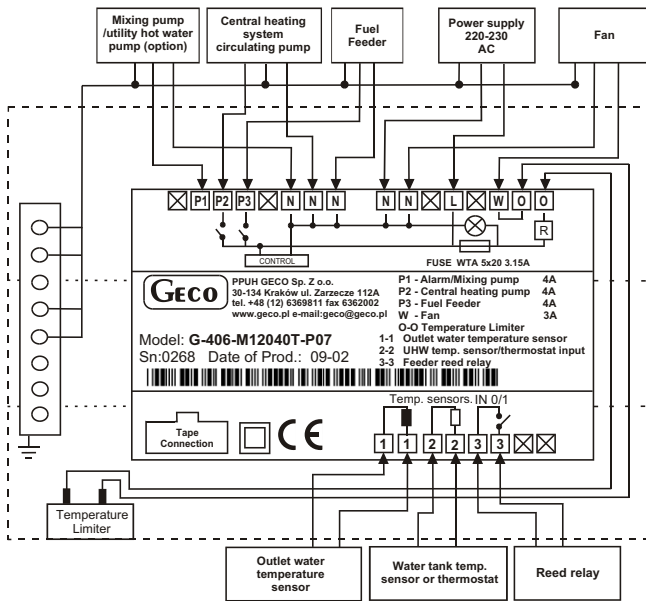 Mixing pump
/utility hot water
pump (option)
Central heating
system
circulating pump
Fuel
Feeder
Power supply
220-230
AC
Fan
P1 P2 P3 N N N N N L W O O
R
CONTROL
FUSE WTA 5x20 3.15A
GECO
PPUH GECO Sp. Z o.o.
30-134 Kraków ul. Zarzecze 112A
tel. +48 (12) 6369811 fax 6362002
www.geco.pl e-mail:geco@geco.pl
P1 - Alarm/Mixing pump 4A
P2 - Central heating pump 4A
P3 - Fuel Feeder 4A
W - Fan 3A
O-O Temperature Limiter
1-1 Outlet water temperature sensor
2-2 UHW temp. sensor/thermostat input
3-3 Feeder reed relay
Model: G-406-M12040T-P07
Sn:0268 Date of Prod.: 09-02
Temp. sensors. IN 0/1
Tape
Connection
CE
1 1 2 2 3 3
Temperature
Limiter
Outlet water
temperature
sensor
Water tank temp.
sensor or thermostat
Reed relay